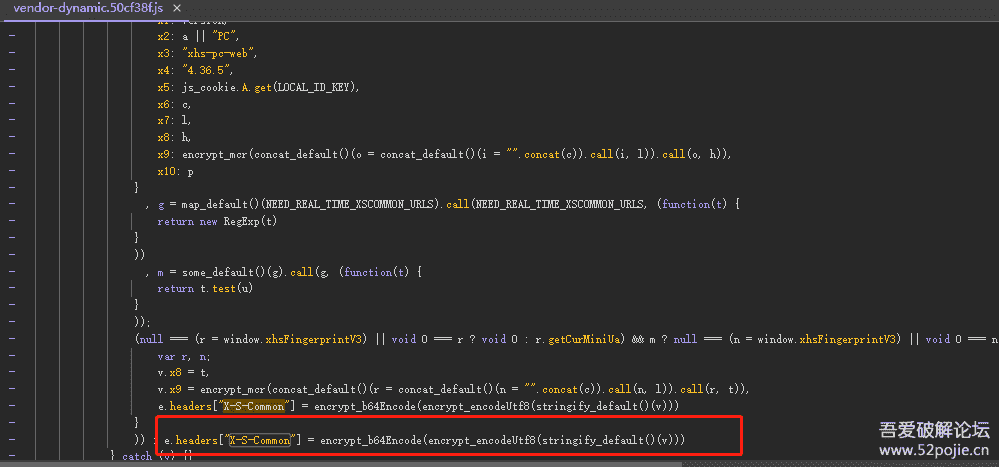 vendor-dynamic.50cf38f.js ×
x2: a || "PC",
x3: "xhs-pc-web",
x4: "4.36.5",
x5: js_cookie.A.get(LOCAL_ID_KEY),
x6: c,
x7: l,
x8: h,
x9: encrypt_mcr(concat_default()(o = concat_default()(i = "".concat(c)).call(i, l)).call(o, h)),
x10: p
}
, g = map_default()(NEED_REAL_TIME_XSCOMMON_URLS).call(NEED_REAL_TIME_XSCOMMON_URLS, (function(t) {
return new RegExp(t)
}
))
, m = some_default()(g).call(g, (function(t) {
return t.test(u)
}
));
(null === (r = window.xhsFingerprintV3) || void 0 === r ? void 0 : r.getCurMiniUa) && m ? null === (n = window.xhsFingerprintV3) || void 0 === n
var r, n;
v.x8 = t,
v.x9 = encrypt_mcr(concat_default()(r = concat_default()(n = "".concat(c)).call(n, l)).call(r, t)),
e.headers["X-S-Common"] = encrypt_b64Encode(encrypt_encodeUtf8(stringify_default()(v)))
}
)) : e.headers["X-S-Common"] = encrypt_b64Encode(encrypt_encodeUtf8(stringify_default()(v)))
} catch (v) {}
吾爱破解论坛
www.52pojie.cn